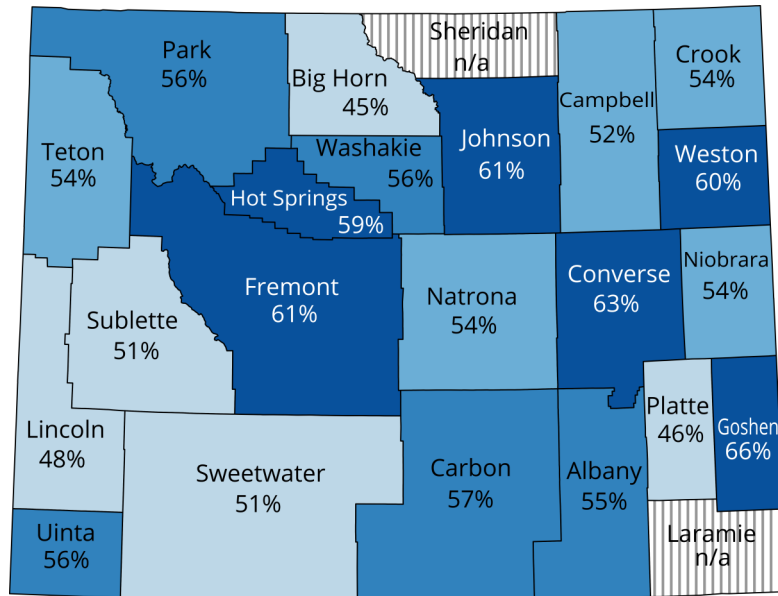 Park
56%
Big Horn
45%
Sheridan
n/a
Campbell
52%
Crook
54%
Teton
54%
Washakie
56%
Johnson
61%
Weston
60%
Hot Springs
59%
Fremont
61%
Sublette
51%
Natrona
54%
Converse
63%
Niobrara
54%
Lincoln
48%
Sweetwater
51%
Carbon
57%
Albany
55%
Platte
46%
Goshen
66%
Uinta
56%
Laramie
n/a